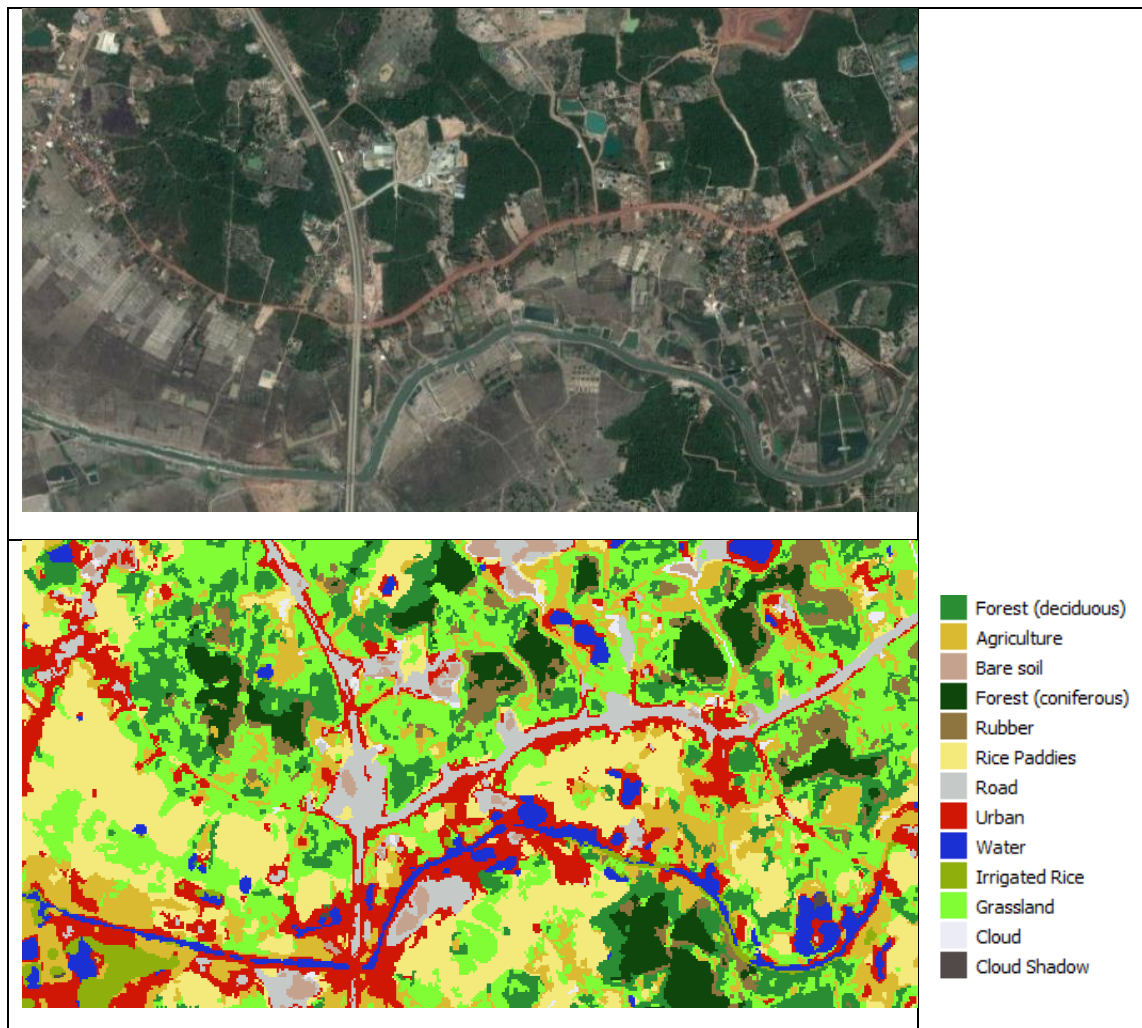 Forest (deciduous)
Agriculture
Bare soil
Forest (coniferous)
Rubber
Rice Paddies
Road
Urban
Water
Irrigated Rice
Grassland
Cloud
Cloud Shadow